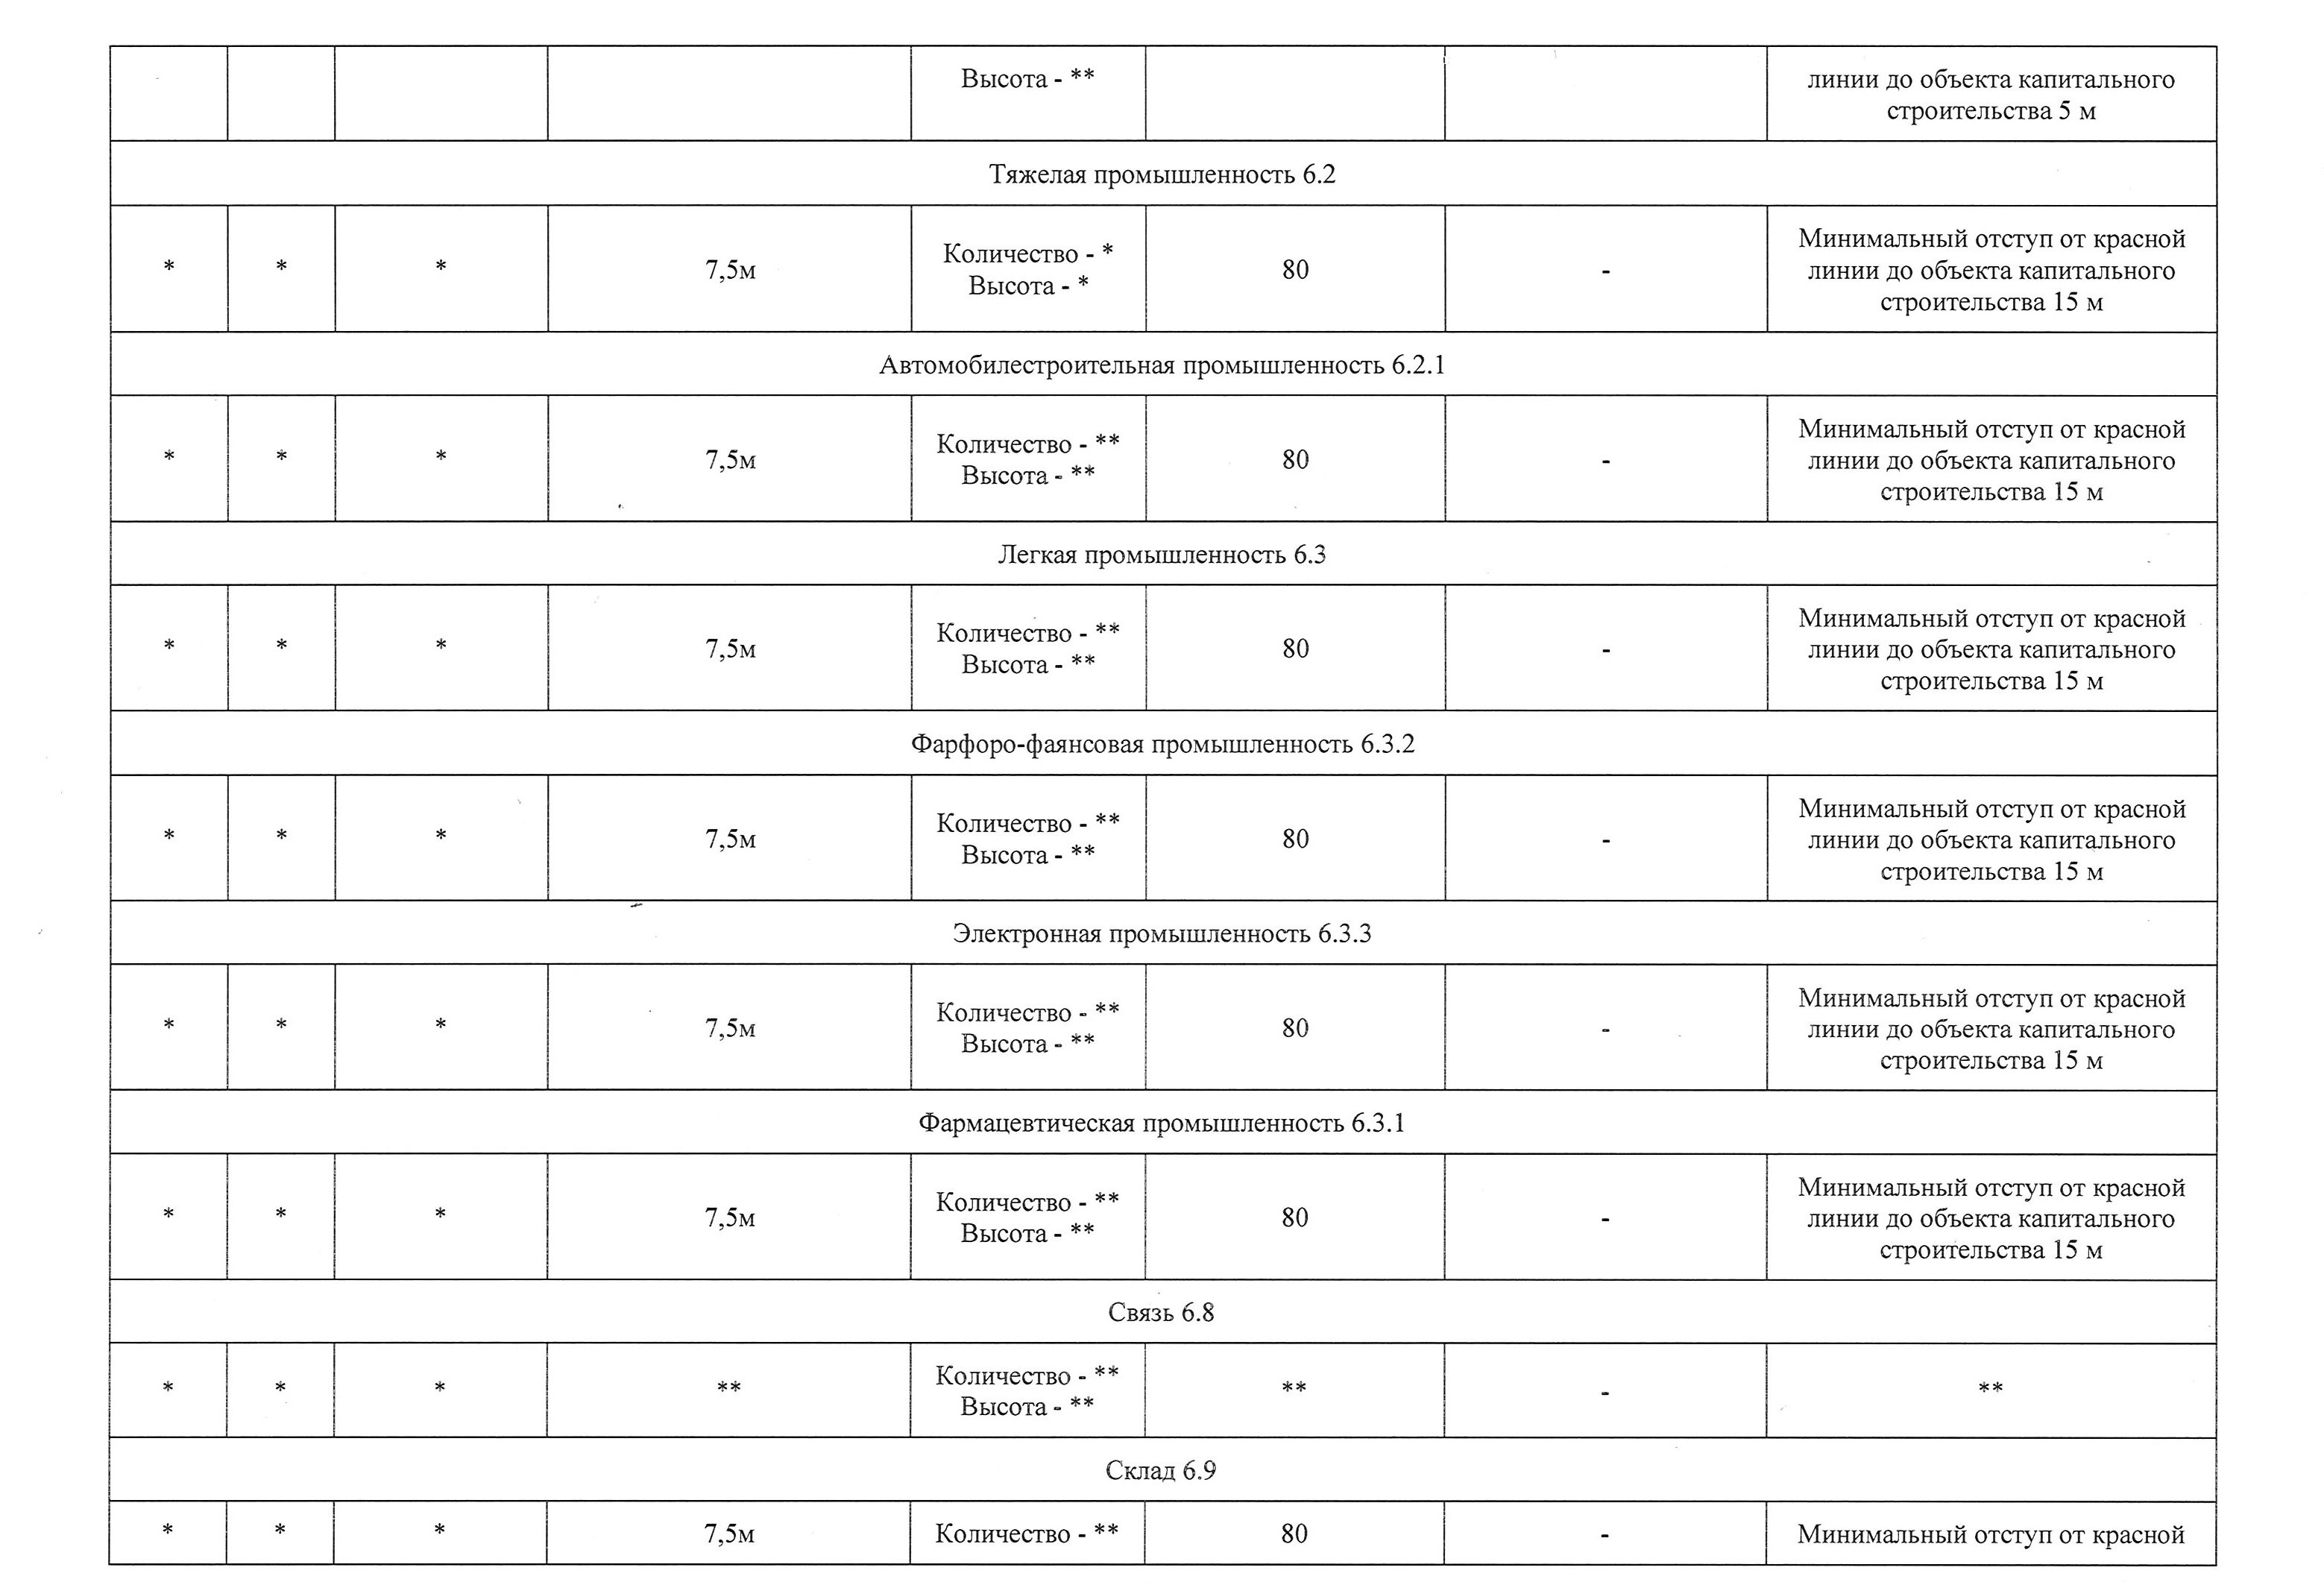 Высота - **
линии до объекта капитального
строительства 5 м
Тяжелая промышленность 6.2
* * * 7,5м Количество - * Высота - * 80 - Минимальный отступ от красной
линии до объекта капитального
строительства 15 м
Автомобилестроительная промышленность 6.2.1
* * * 7,5м Количество - ** Высота - ** 80 - Минимальный отступ от красной
линии до объекта капитального
строительства 15 м
Легкая промышленность 6.3
* * * 7,5м Количество - ** Высота - ** 80 - Минимальный отступ от красной
линии до объекта капитального
строительства 15 м
Фарфоро-фаянсовая промышленность 6.3.2
* * * 7,5м Количество - ** Высота - ** 80 - Минимальный отступ от красной
линии до объекта капитального
строительства 15 м
Электронная промышленность 6.3.3
* * * 7,5м Количество - ** Высота - ** 80 - Минимальный отступ от красной
линии до объекта капитального
строительства 15 м
Фармацевтическая промышленность 6.3.1
* * * 7,5м Количество - ** Высота - ** 80 - Минимальный отступ от красной
линии до объекта капитального
строительства 15 м
Связь 6.8
* * * ** Количество - ** Высота - ** ** - **
Склад 6.9
* * * 7,5м Количество - ** 80 - Минимальный отступ от красной